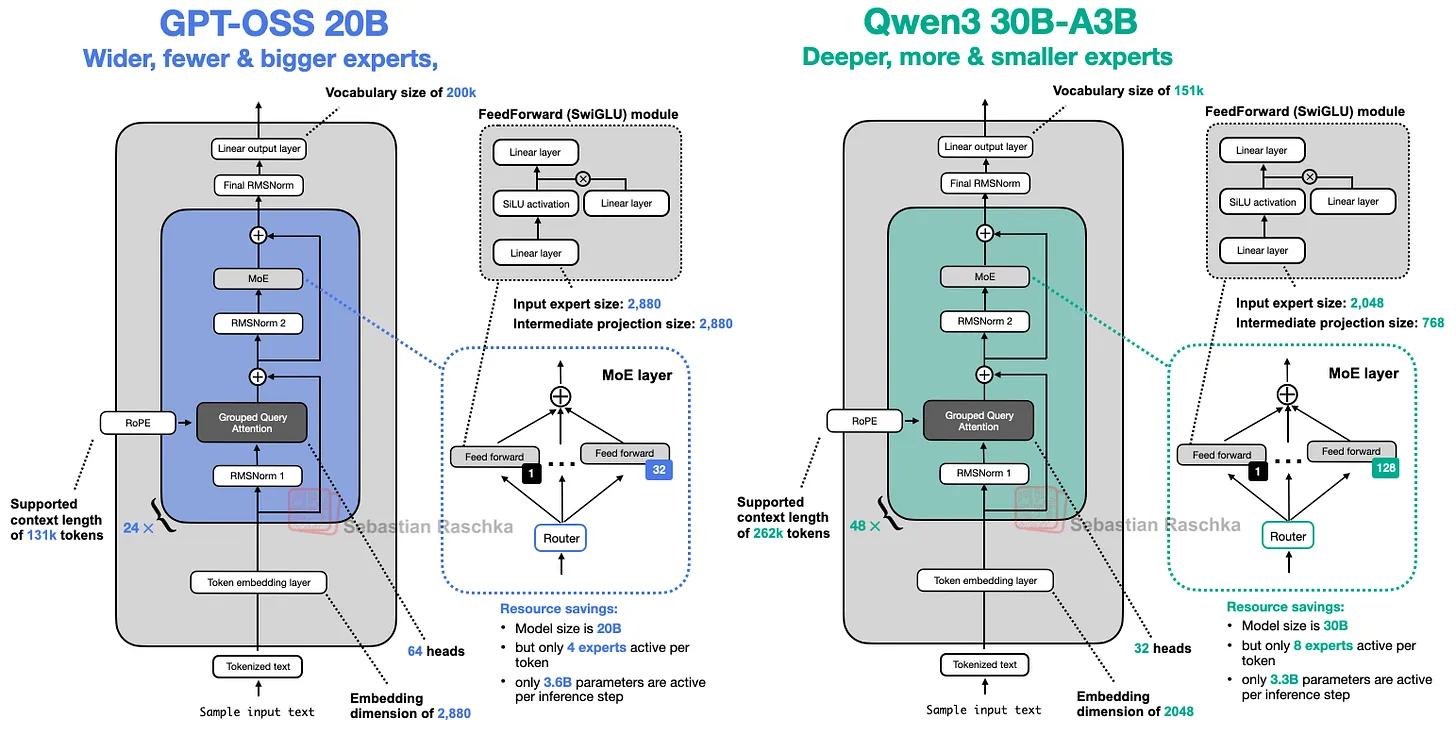 GPT-OSS 20B
Wider, fewer & bigger experts,
Vocabulary size of 200k
FeedForward (SwiGLU) module
Linear output layer
Linear layer
Final RMSNorm
SiLU activation
Linear layer
Linear layer
MoE
Input expert size: 2,880
RMSNorm 2
Intermediate projection size: 2,880
MoE layer
RoPE
Grouped Query
Attention
Feed forward
1
Feed forward
32
RMSNorm 1
Supported
context length
of 131k tokens
24 ×
Sebastian Raschka
Router
Token embedding layer
Resource savings:
• Model size is 20B
• but only 4 experts active per
token
• only 3.6B parameters are active
per inference step
64 heads
Tokenized text
Embedding
dimension of 2,880
Sample input text
Qwen3 30B-A3B
Deeper, more & smaller experts
Vocabulary size of 151k
FeedForward (SwiGLU) module
Linear output layer
Linear layer
Final RMSNorm
SiLU activation
Linear layer
Linear layer
MoE
Input expert size: 2,048
RMSNorm 2
Intermediate projection size: 768
MoE layer
RoPE
Grouped Query
Attention
Feed forward
1
Feed forward
128
RMSNorm 1
Supported
context length
of 262k tokens
48 ×
Sebastian Raschka
Router
Token embedding layer
Resource savings:
• Model size is 30B
• but only 8 experts active per
token
• only 3.3B parameters are active
per inference step
32 heads
Tokenized text
Embedding
dimension of 2048
Sample input text